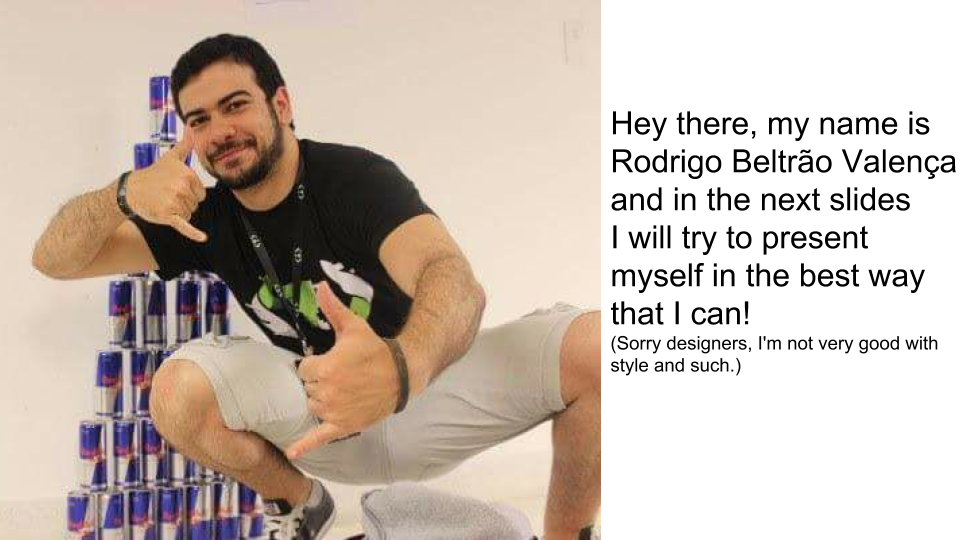 Hey there, my name is
Rodrigo Beltrão Valença
and in the next slides
I will try to present
myself in the best way
that I can!
(Sorry designers, I'm not very good with
style and such.)